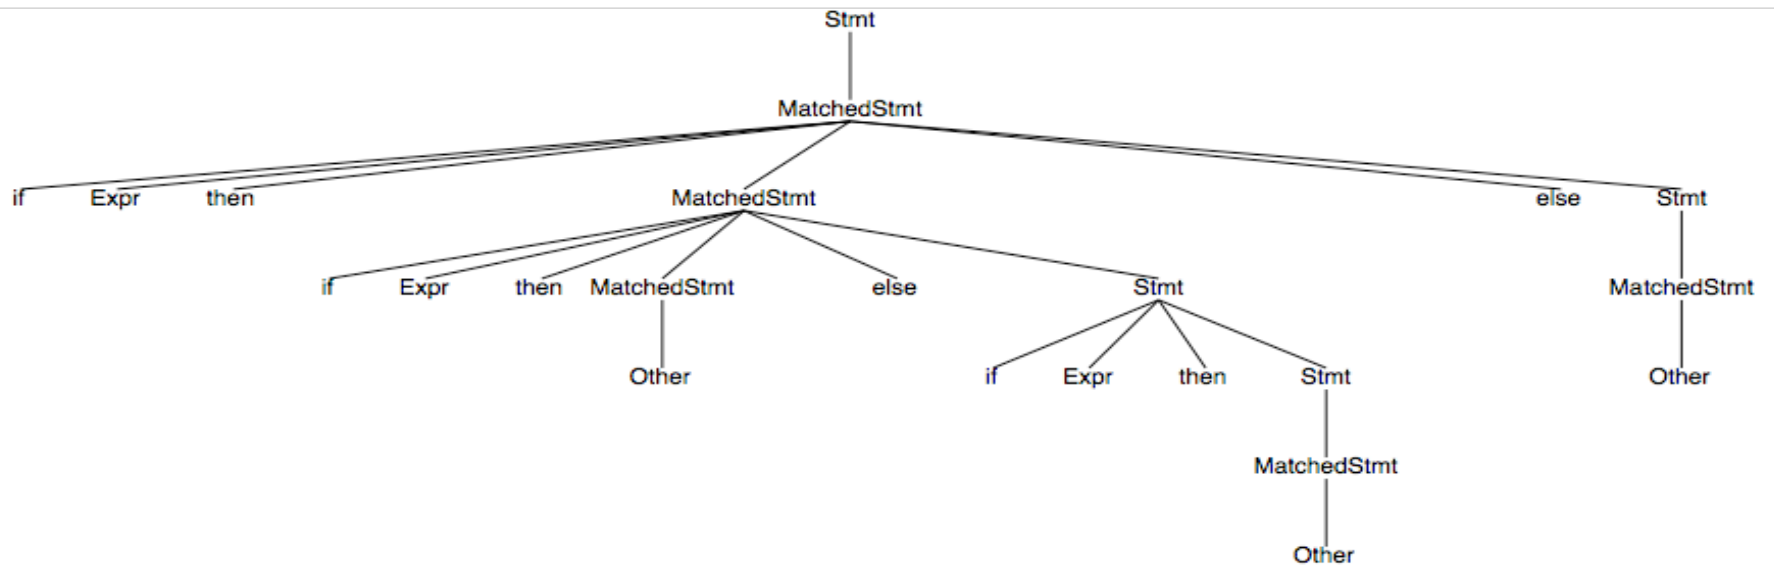 Stmt
MatchedStmt
if Expr then MatchedStmt else Stmt
if Expr then MatchedStmt else Stmt MatchedStmt
Other if Expr then Stmt Other
MatchedStmt
Other